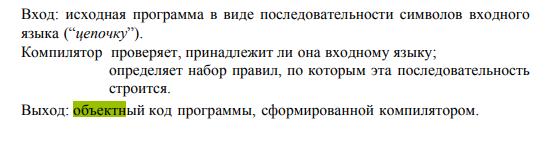 Вход: исходная программа в виде последовательности символов входного
языка (“цепочку”).
Компилятор проверяет, принадлежит ли она входному языку;
определяет набор правил, по которым эта последовательность
строится.
Выход: объектный код программы, сформированной компилятором.